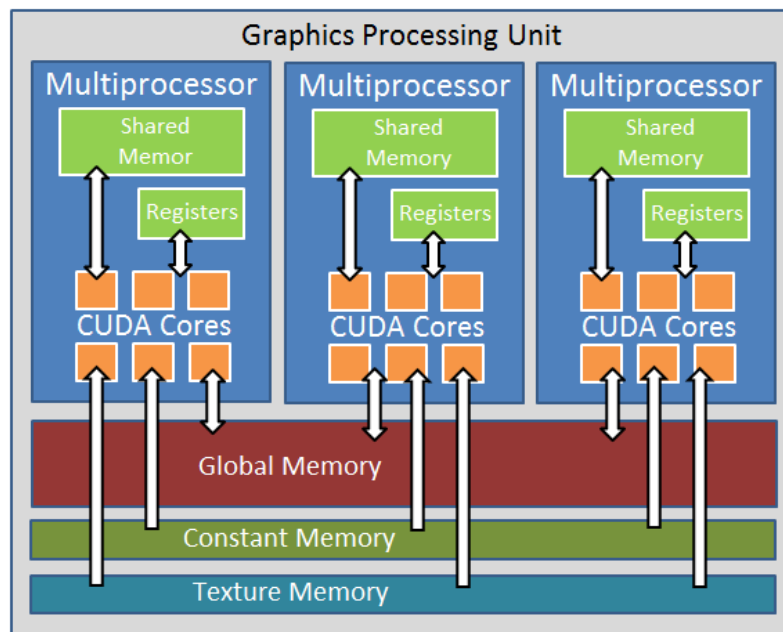 Graphics Processing Unit
Multiprocessor
Shared
Memor
Registers
CUDA Cores
Multiprocessor
Shared
Memory
Registers
CUDA Cores
Multiprocessor
Shared
Memory
Registers
CUDA Cores
Global Memory
Constant Memory
Texture Memory